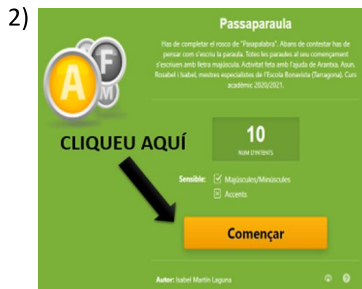 2)
Passaparaula
Has de completar el rosco de "Pasapalabra". Abans de contestar has de
pensar com s'escriu la paraula. Totes les paraules al seu començament
s'escriuen amb lletra majúscula. Activitat feta amb l'ajuda de Arantxa, Azun,
Rosabel i Isabel, mestres especialistes de l'Escola Bonavista (Tarragona). Curs
acadèmic 2020/2021.
A F
M
10
NUM D'INTENTS
CLIQUEU AQUÍ
Sensible: Majúscules/Minúscules
Accents
Començar
Autor: Isabel Martín Laguna